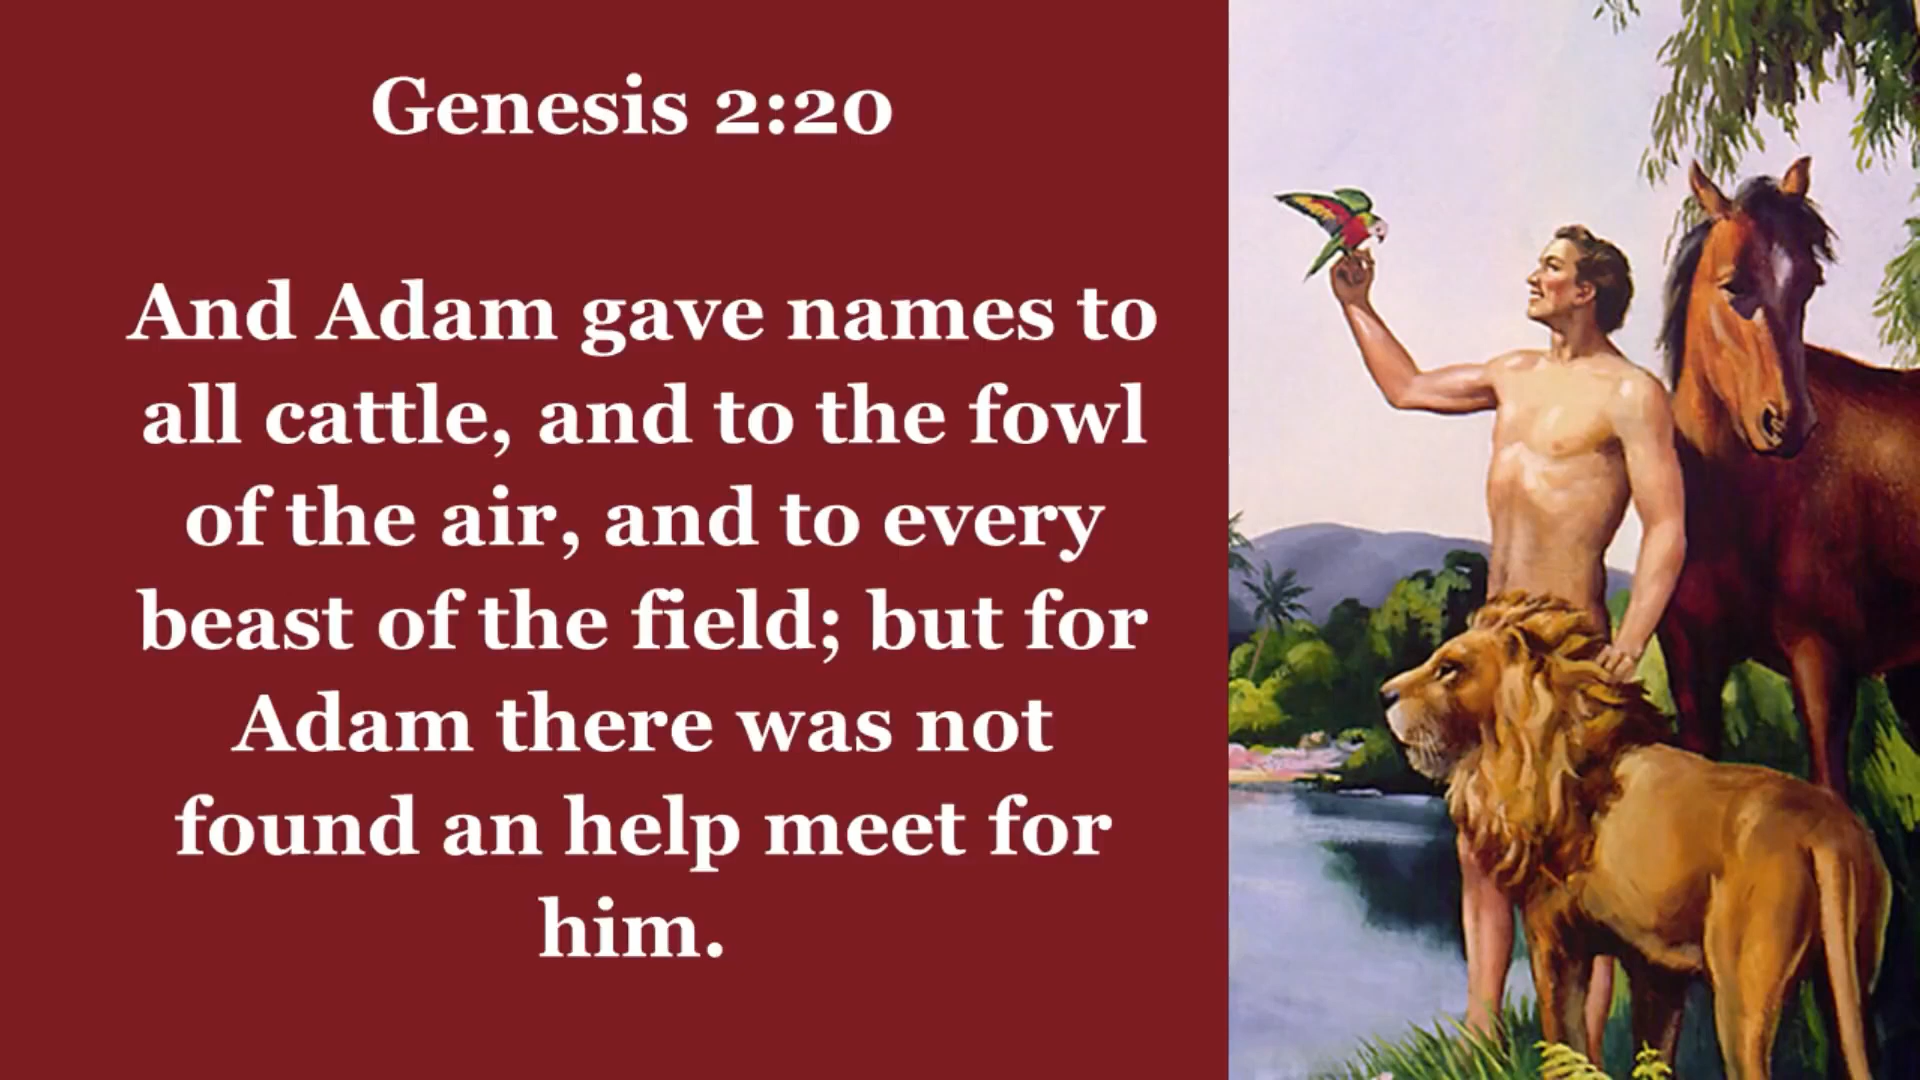 Genesis 2:20
And Adam gave names to
all cattle, and to the fowl
of the air, and to every
beast of the field; but for
Adam there was not
found an help meet for
him.